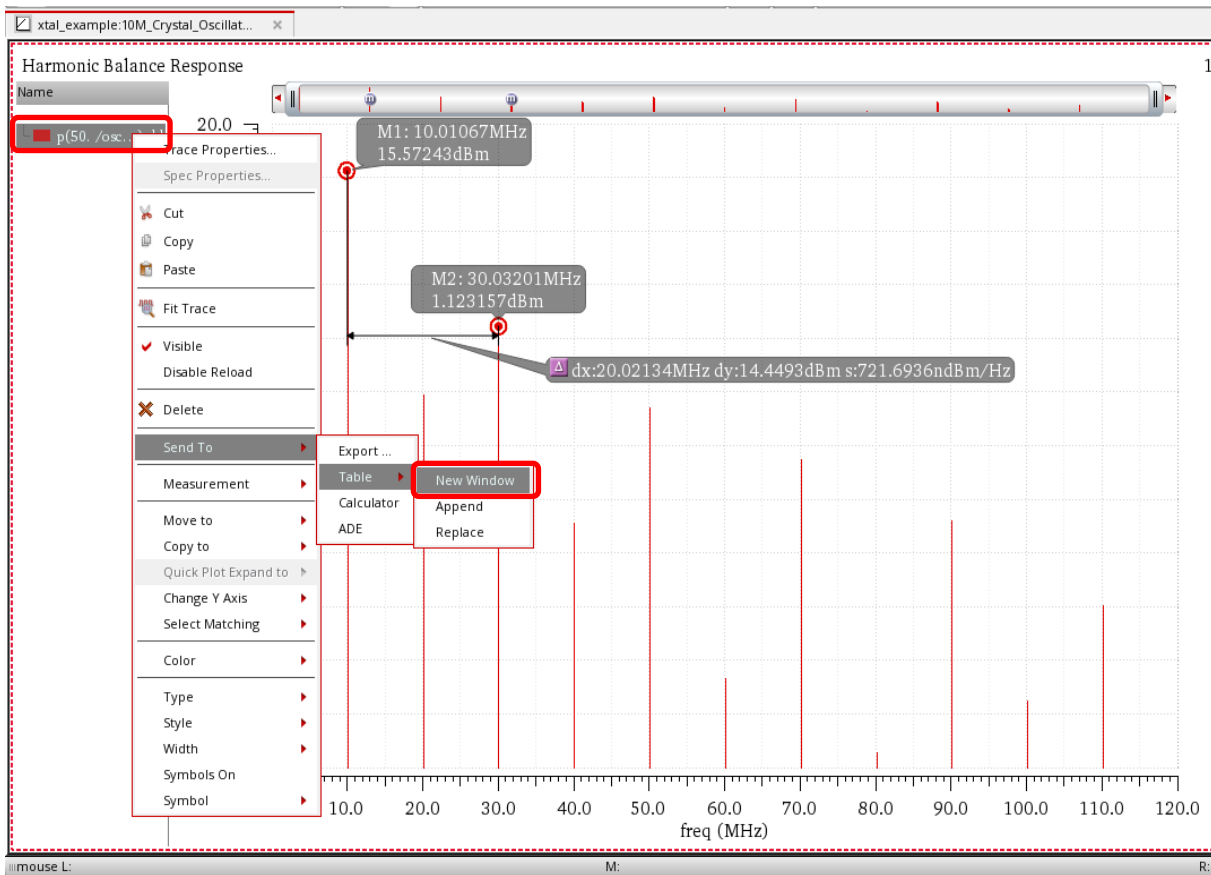 xtal_example:10M_Crystal_Oscillat...
Harmonic Balance Response
1
Name
p(50. /osc...
20.0
M1: 10.01067MHz
15.57243dBm
M2: 30.03201MHz
1.123157dBm
dx:20.02134MHz dy:14.4493dBm s:721.6936ndBm/Hz
Trace Properties...
Spec Properties...
Cut
Copy
Paste
Fit Trace
Visible
Disable Reload
Delete
Send To
Measurement
Move to
Copy to
Quick Plot Expand to
Change Y Axis
Select Matching
Color
Type
Style
Width
Symbols On
Symbol
Export ...
Table
Calculator
ADE
New Window
Append
Replace
10.0 20.0 30.0 40.0 50.0 60.0 70.0 80.0 90.0 100.0 110.0 120.0
freq (MHz)
mouse L: M: R: